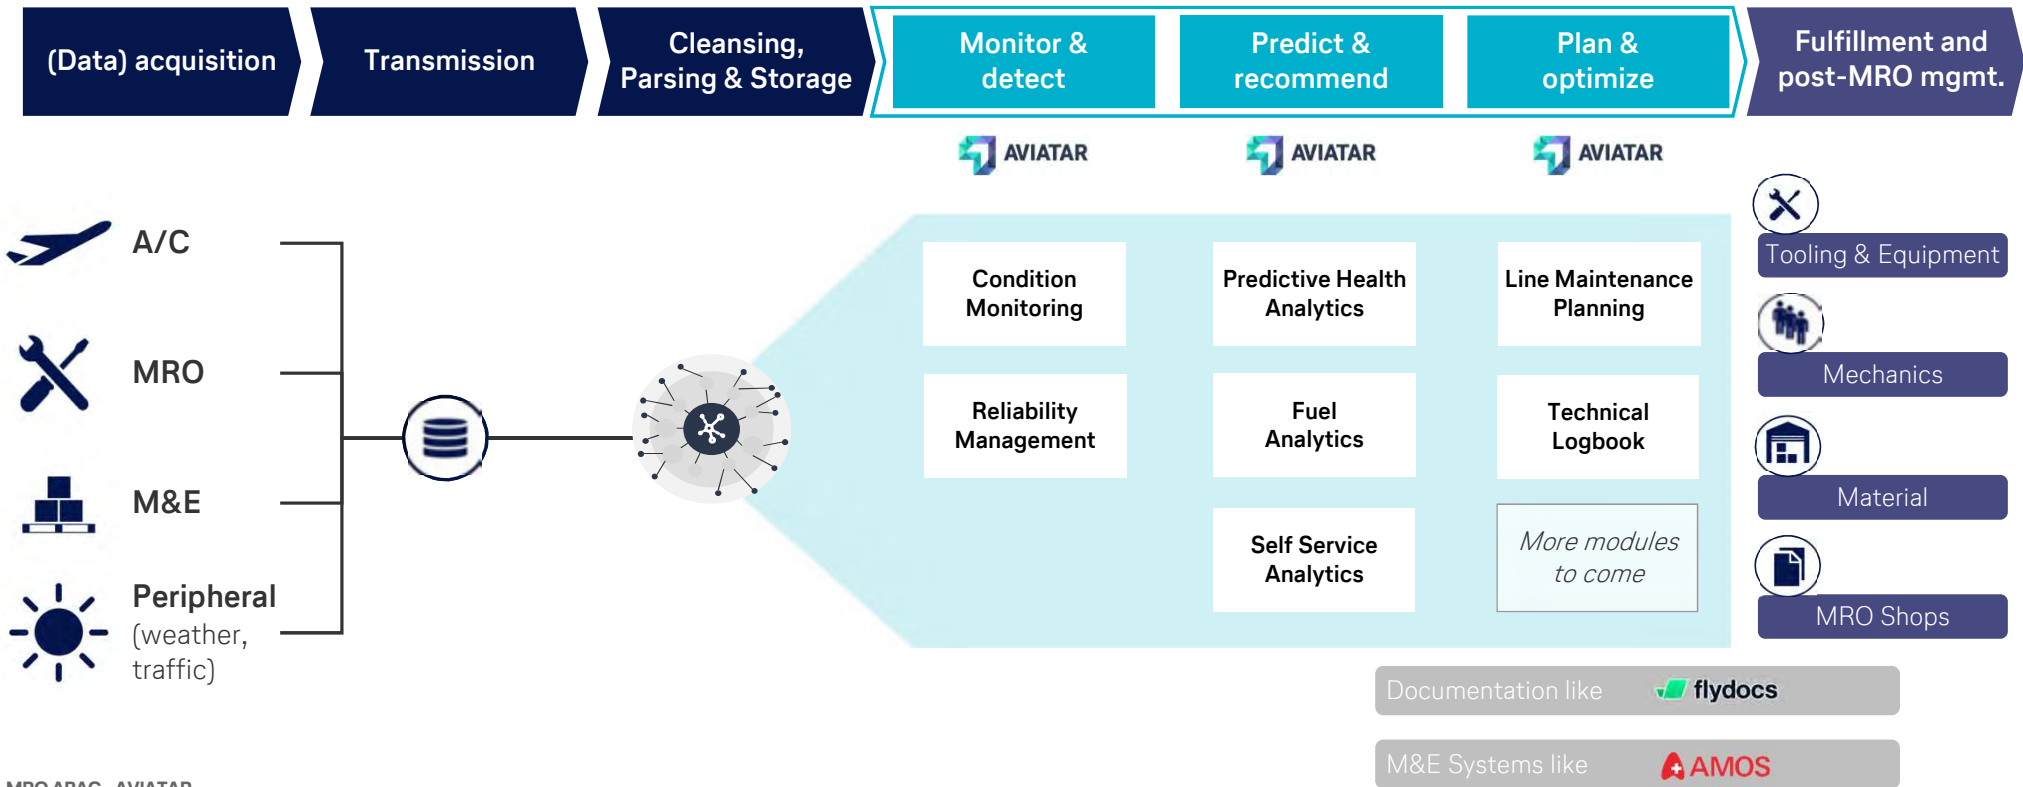 (Data) acquisition
Transmission
Cleansing,
Parsing & Storage
Monitor &
detect
Predict &
recommend
Plan &
optimize
Fulfillment and
post-MRO mgmt.
AVIATAR
AVIATAR
AVIATAR
A/C
MRO
M&E
Peripheral
(weather,
traffic)
Condition
Monitoring
Predictive Health
Analytics
Line Maintenance
Planning
Reliability
Management
Fuel
Analytics
Technical
Logbook
Self Service
Analytics
More modules
to come
Tooling & Equipment
Mechanics
Material
MRO Shops
Documentation like flydocs
M&E Systems like AMOS
MRO APAC - AVIATAR